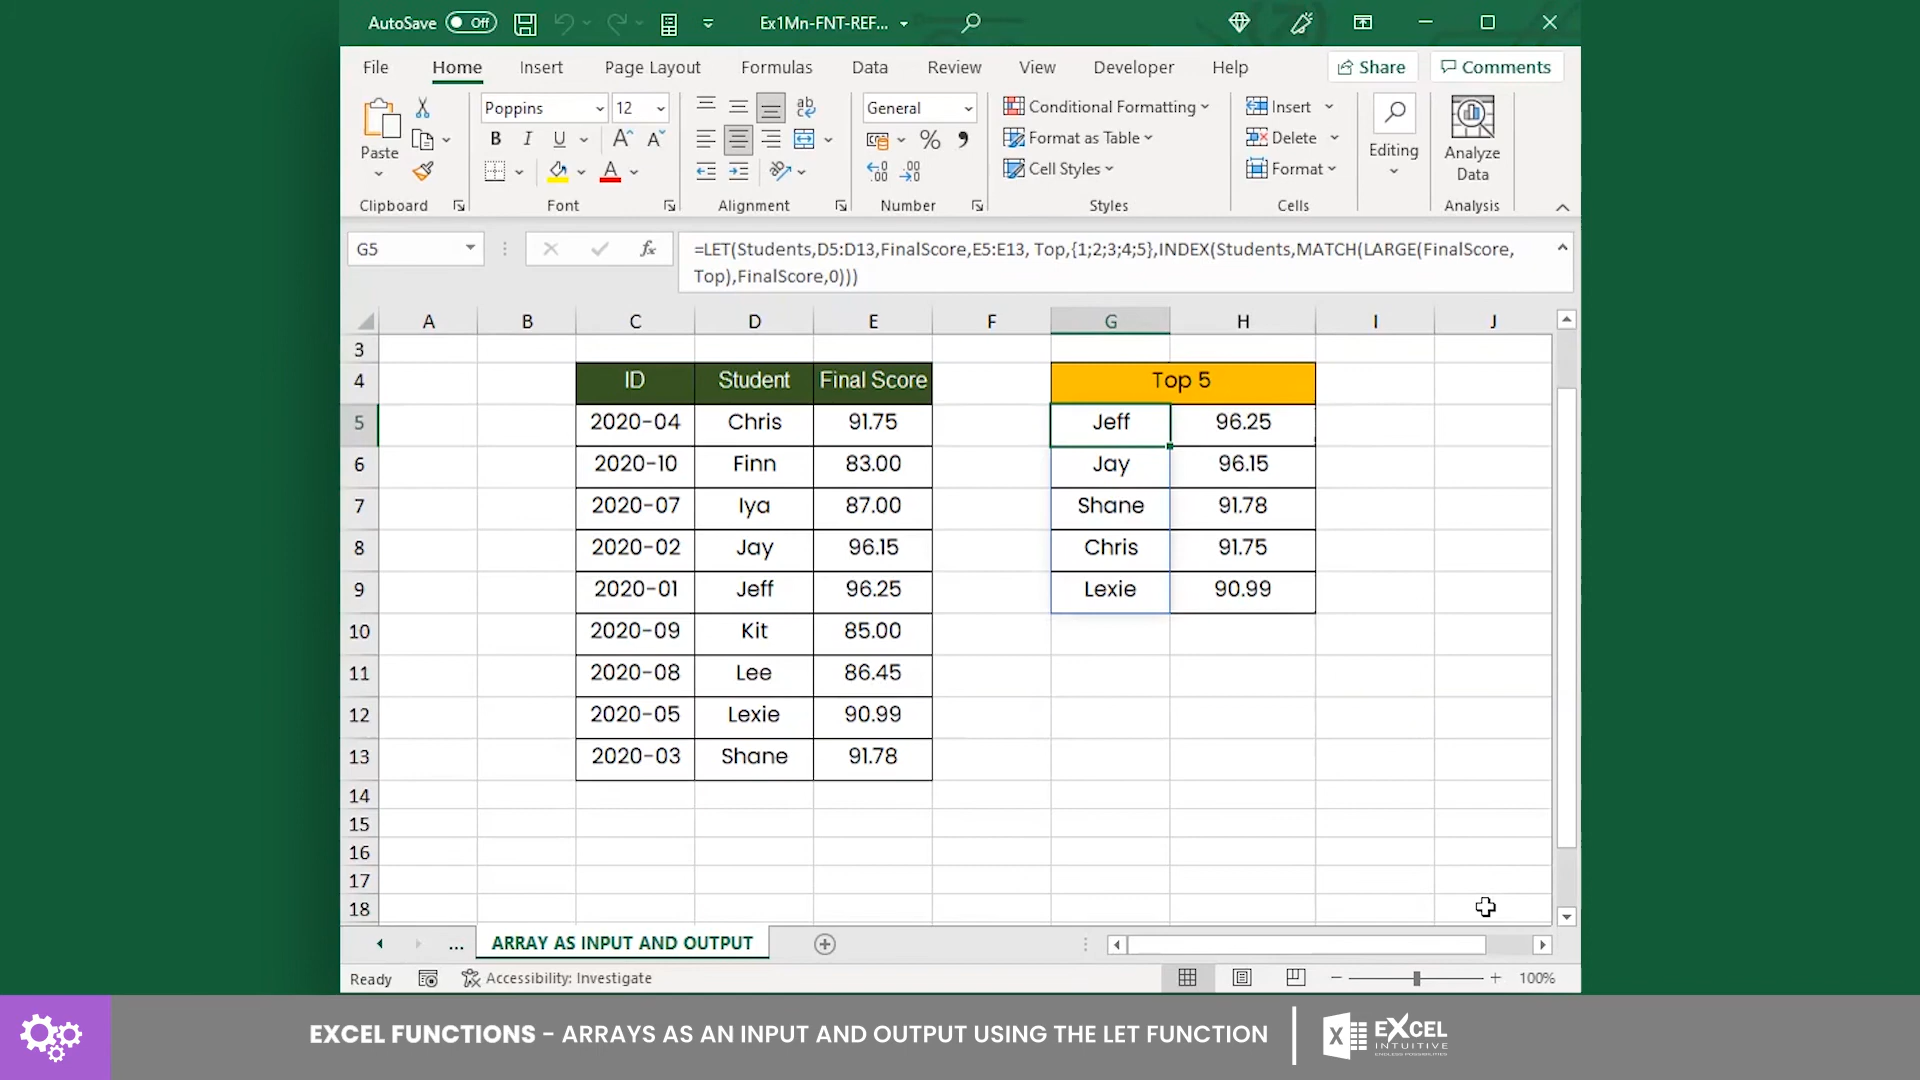 AutoSave Off Ex1Mn-FNT-REF...
File Home Insert Page Layout Formulas Data Review View Developer Help Share Comments
Poppins 12 General Conditional Formatting Insert
Paste B I U A A ab % , Format as Table Delete Editing Analyze Data
Cell Styles Format
Clipboard Font Alignment Number Styles Cells Analysis
G5 fx =LET(Students,D5:D13,FinalScore,E5:E13, Top,{1;2;3;4;5},INDEX(Students,MATCH(LARGE(FinalScore,
Top),FinalScore,0)))
A B C D E F G H I J
3
4 ID Student Final Score Top 5
5 2020-04 Chris 91.75 Jeff 96.25
6 2020-10 Finn 83.00 Jay 96.15
7 2020-07 Iya 87.00 Shane 91.78
8 2020-02 Jay 96.15 Chris 91.75
9 2020-01 Jeff 96.25 Lexie 90.99
10 2020-09 Kit 85.00
11 2020-08 Lee 86.45
12 2020-05 Lexie 90.99
13 2020-03 Shane 91.78
14
15
16
17
18
... ARRAY AS INPUT AND OUTPUT
Ready Accessibility: Investigate 100%
EXCEL FUNCTIONS - ARRAYS AS AN INPUT AND OUTPUT USING THE LET FUNCTION
X EXCEL
INTUITIVE
ENDLESS POSSIBILITIES